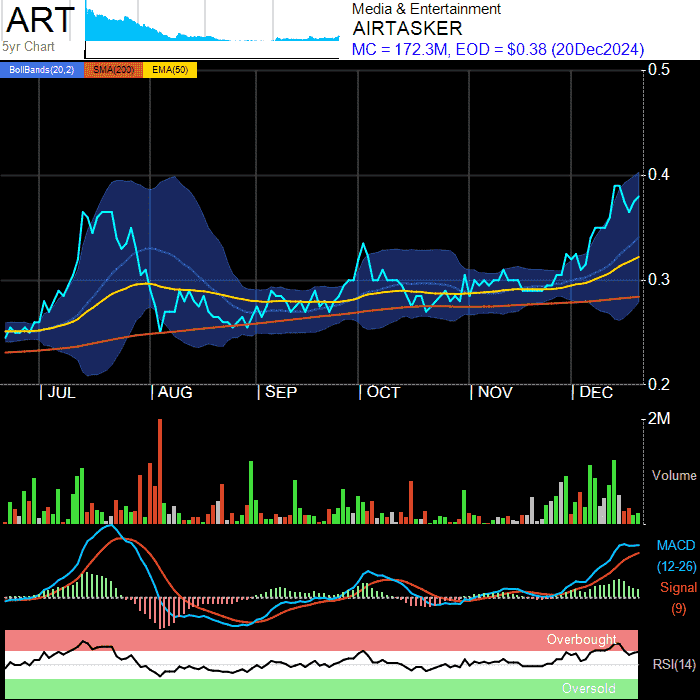 ART
5yr Chart
Media & Entertainment
AIRTASKER
MC = 172.3M, EOD = $0.38 (20Dec2024)
BollBands(20,2) SMA(200) EMA(50)
0.5
0.4
0.3
0.2
JUL AUG SEP OCT NOV DEC
2M
Volume
MACD
(12-26)
Signal
(9)
Overbought
RSI(14)
Oversold